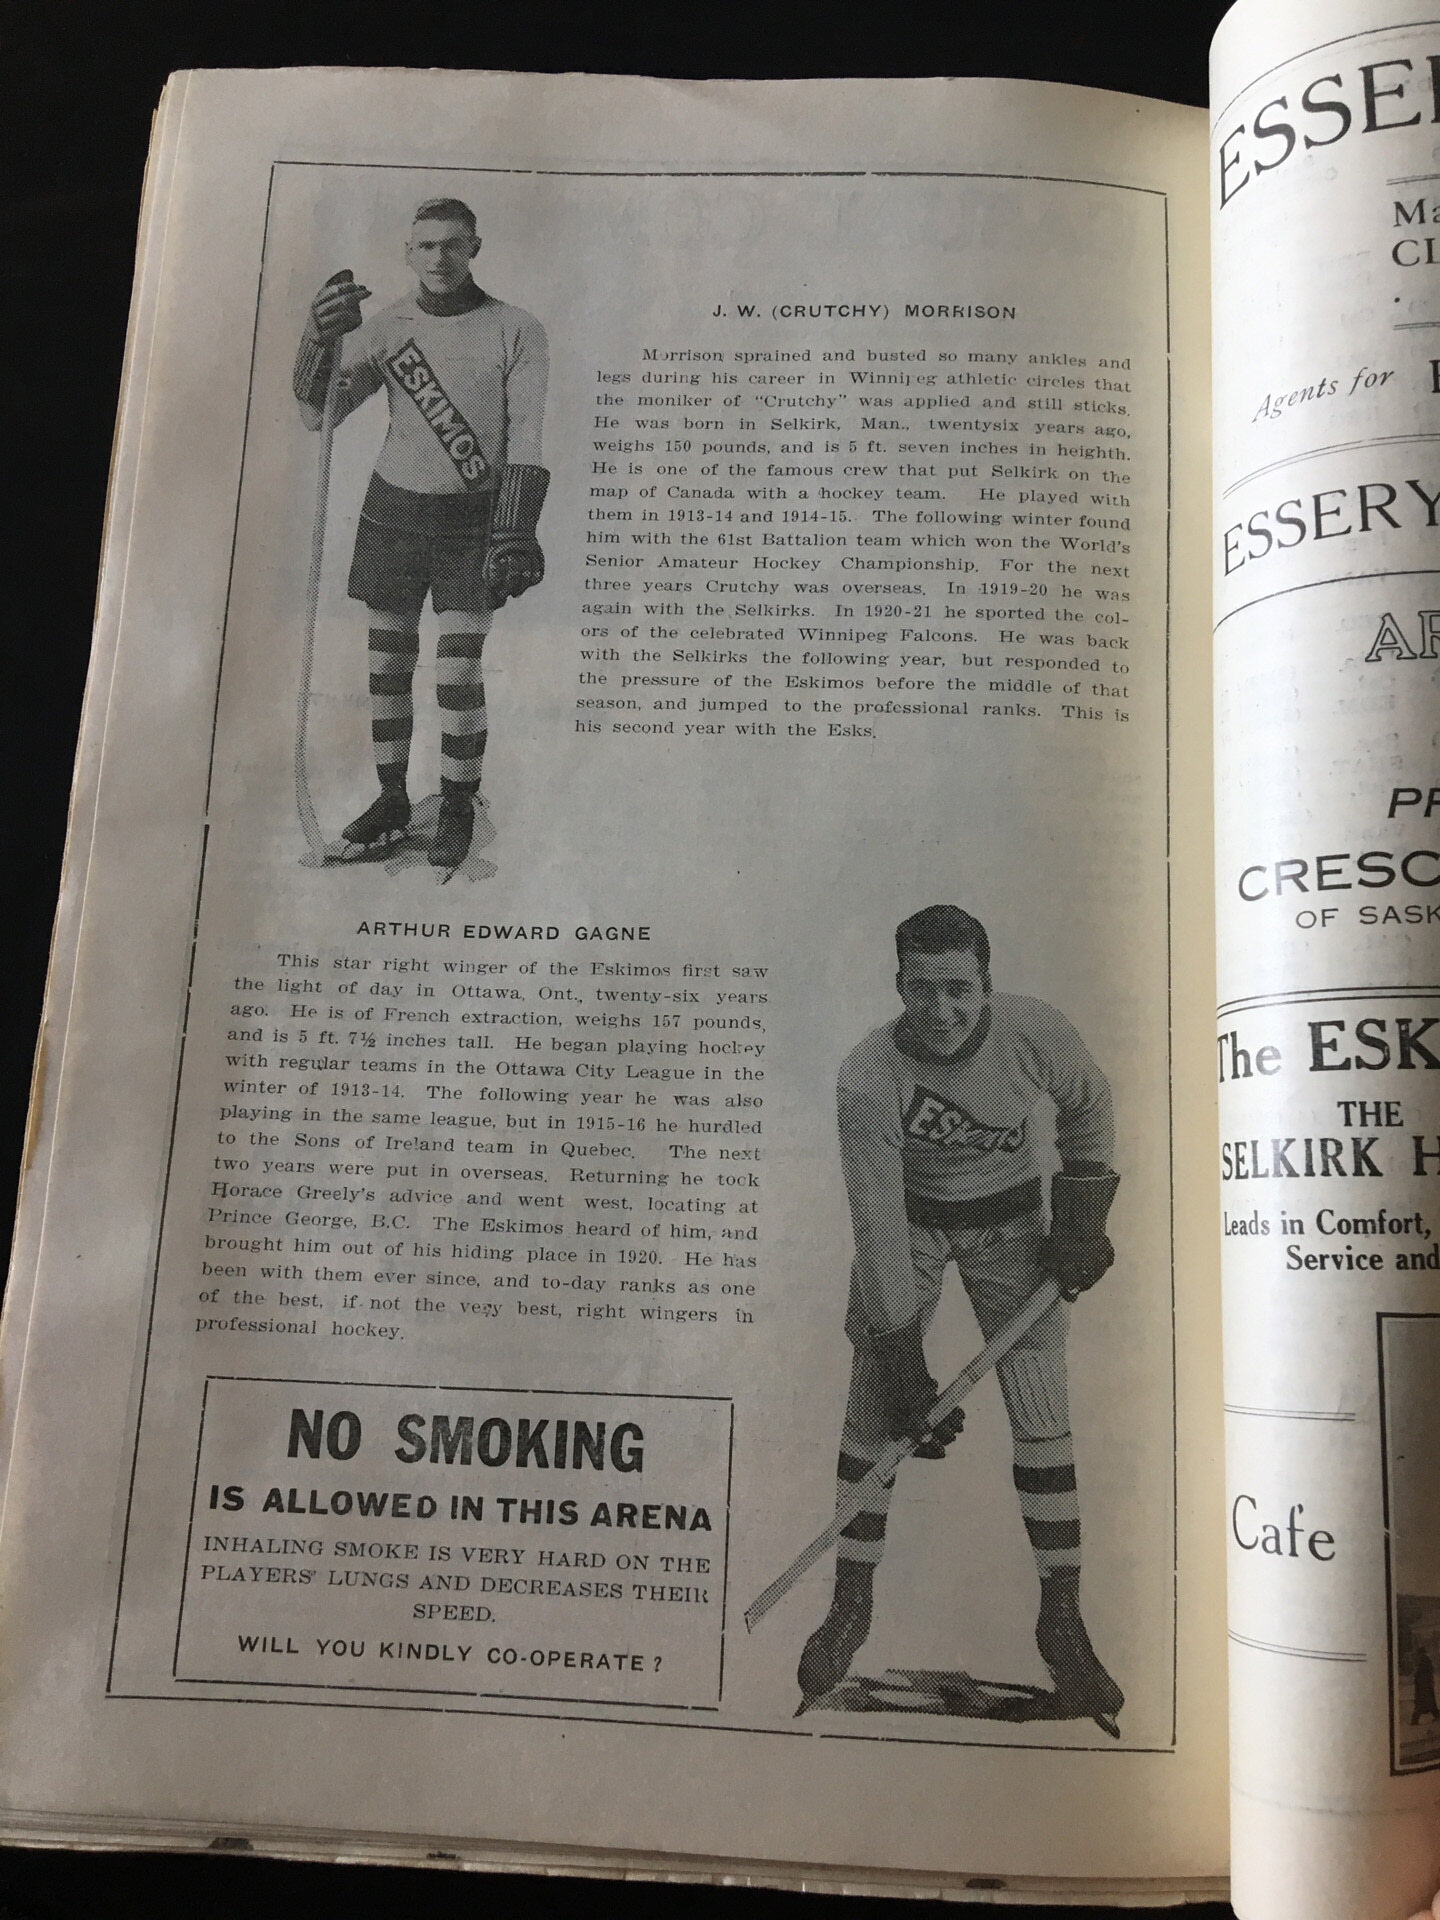 J. W. (CRUTCHY) MORRISON
Morrison sprained and busted so many ankles and
legs during his career in Winnipeg athletic circles that
the moniker of "Crutchy" was applied and still sticks.
He was born in Selkirk, Man., twentysix years ago,
weighs 150 pounds, and is 5 ft. seven inches in heighth.
He is one of the famous crew that put Selkirk on the
map of Canada with a hockey team. He played with
them in 1913-14 and 1914-15. The following winter found
him with the 61st Battalion team which won the World's
Senior Amateur Hockey Championship. For the next
three years Crutchy was overseas. In 1919-20 he was
again with the Selkirks. In 1920-21 he sported the col-
ors of the celebrated Winnipeg Falcons. He was back
with the Selkirks the following year, but responded to
the pressure of the Eskimos before the middle of that
season, and jumped to the professional ranks. This is
his second year with the Esks.
ESKIMOS
ARTHUR EDWARD GAGNE
This star right winger of the Eskimos first saw
the light of day in Ottawa, Ont., twenty-six years
ago. He is of French extraction, weighs 157 pounds,
and is 5 ft. 7½ inches tall. He began playing hockey
with regular teams in the Ottawa City League in the
winter of 1913-14. The following year he was also
playing in the same league, but in 1915-16 he hurdled
to the Sons of Ireland team in Quebec. The next
two years were put in overseas. Returning he took
Horace Greely's advice and went west, locating at
Prince George, B.C. The Eskimos heard of him, and
brought him out of his hiding place in 1920. He has
been with them ever since, and to-day ranks as one
of the best, if not the very best, right wingers in
professional hockey.
ESKIMOS
NO SMOKING
IS ALLOWED IN THIS ARENA
INHALING SMOKE IS VERY HARD ON THE
PLAYERS' LUNGS AND DECREASES THEIR
SPEED.
WILL YOU KINDLY CO-OPERATE?
ESSE
Ma
CL
Agents for
ESSERY
AR
PR
CRESC
OF SASK
The ESK
THE
SELKIRK H
Leads in Comfort,
Service and
Cafe